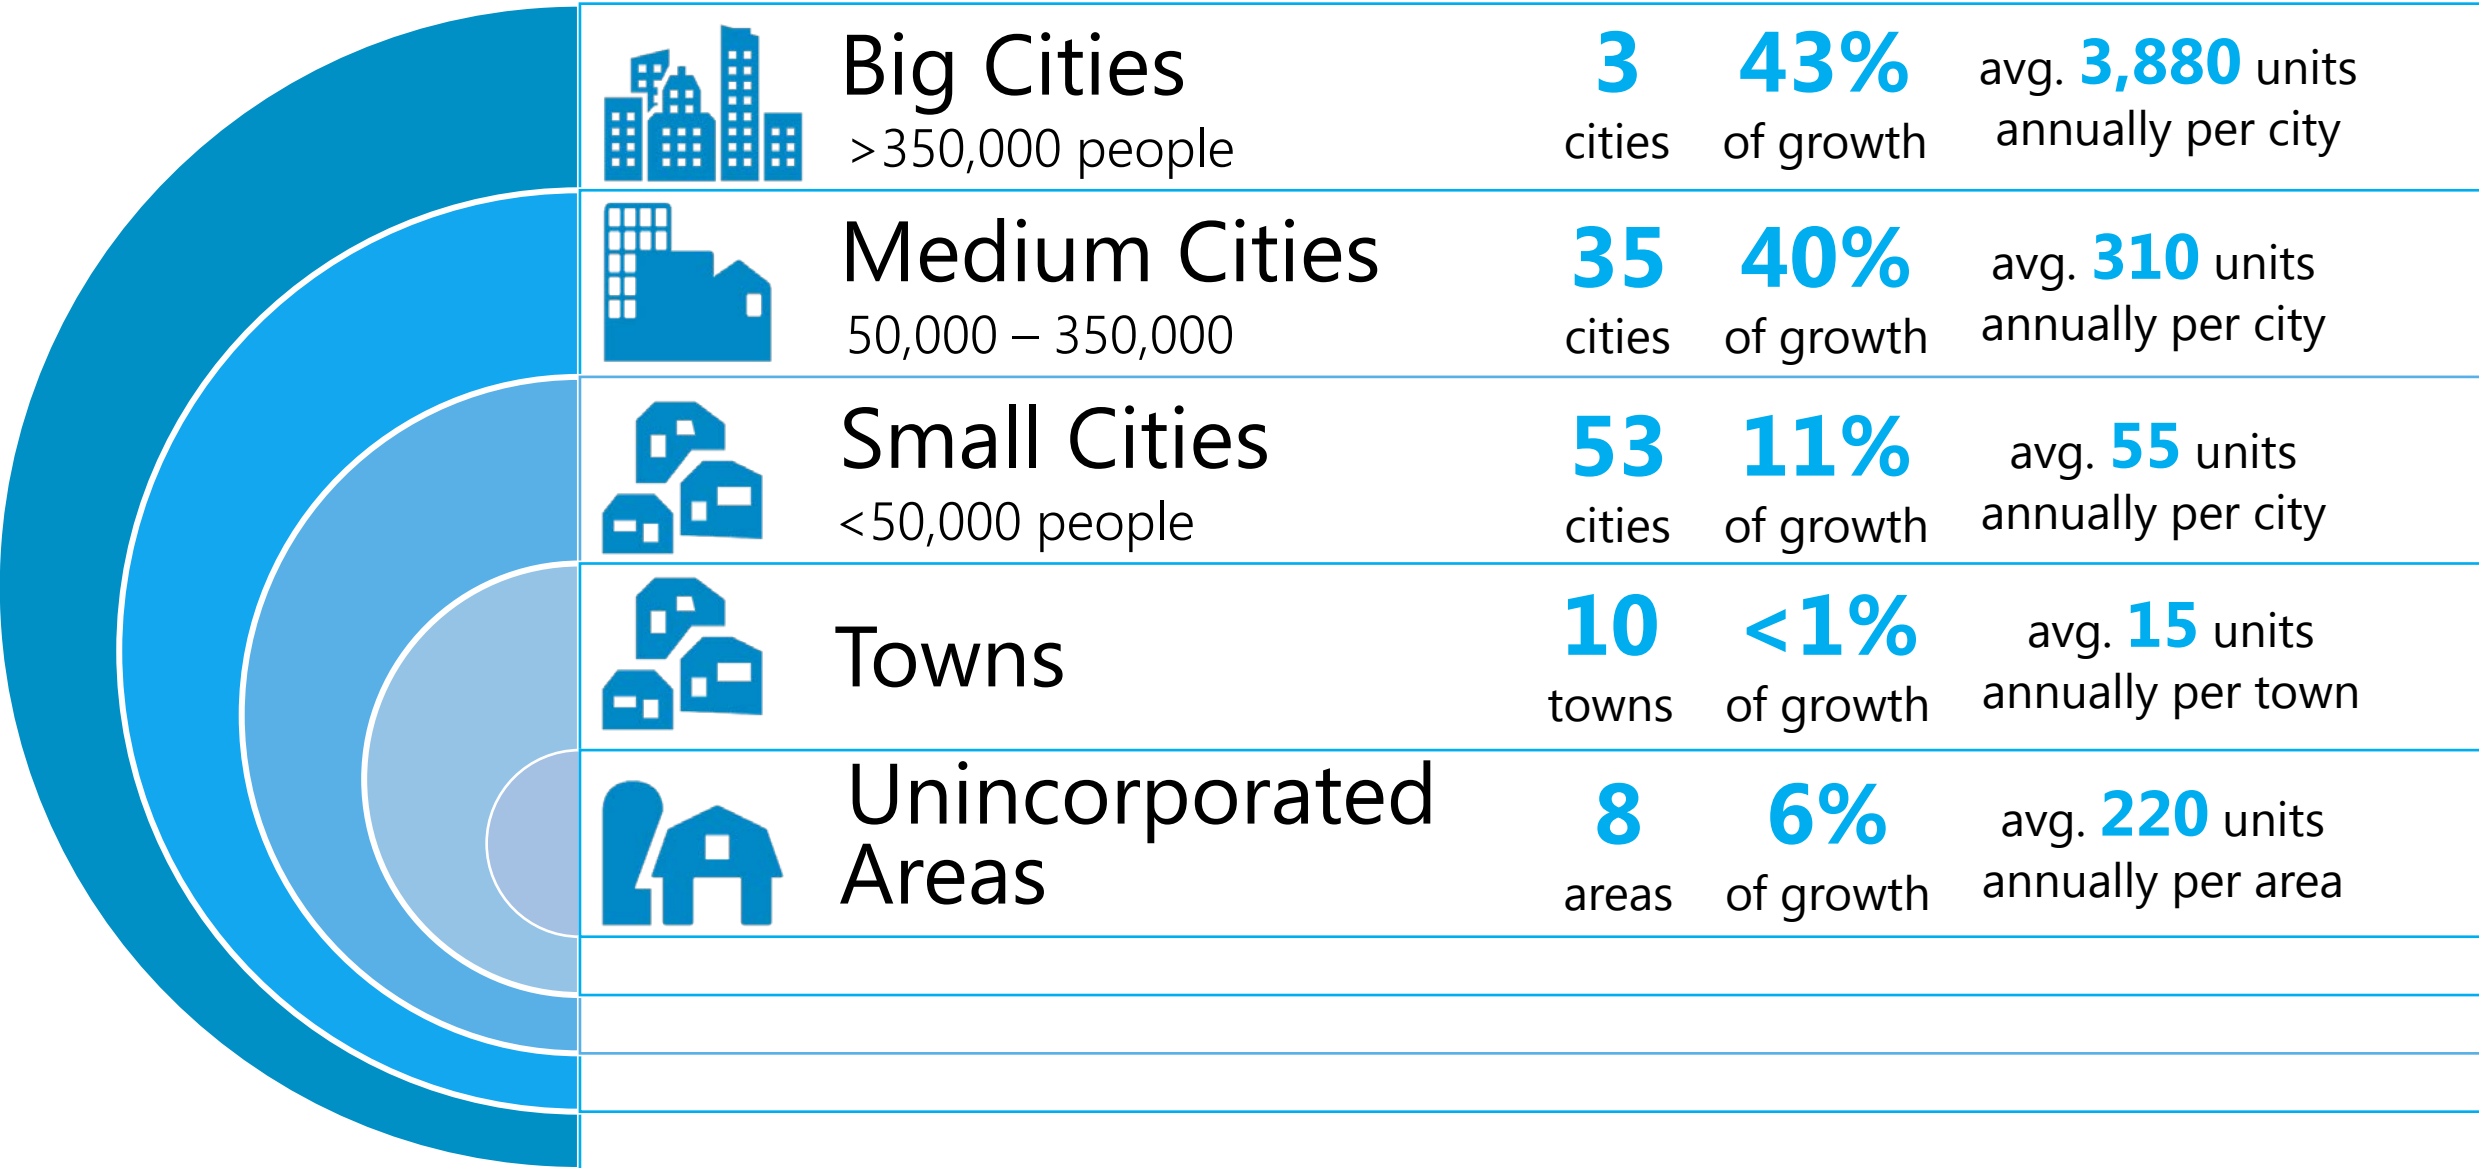 Big Cities
>350,000 people
3
cities
43%
of growth
avg. 3,880 units
annually per city
Medium Cities
50,000 – 350,000
35
cities
40%
of growth
avg. 310 units
annually per city
Small Cities
<50,000 people
53
cities
11%
of growth
avg. 55 units
annually per city
Towns
10
towns
<1%
of growth
avg. 15 units
annually per town
Unincorporated
Areas
8
areas
6%
of growth
avg. 220 units
annually per area